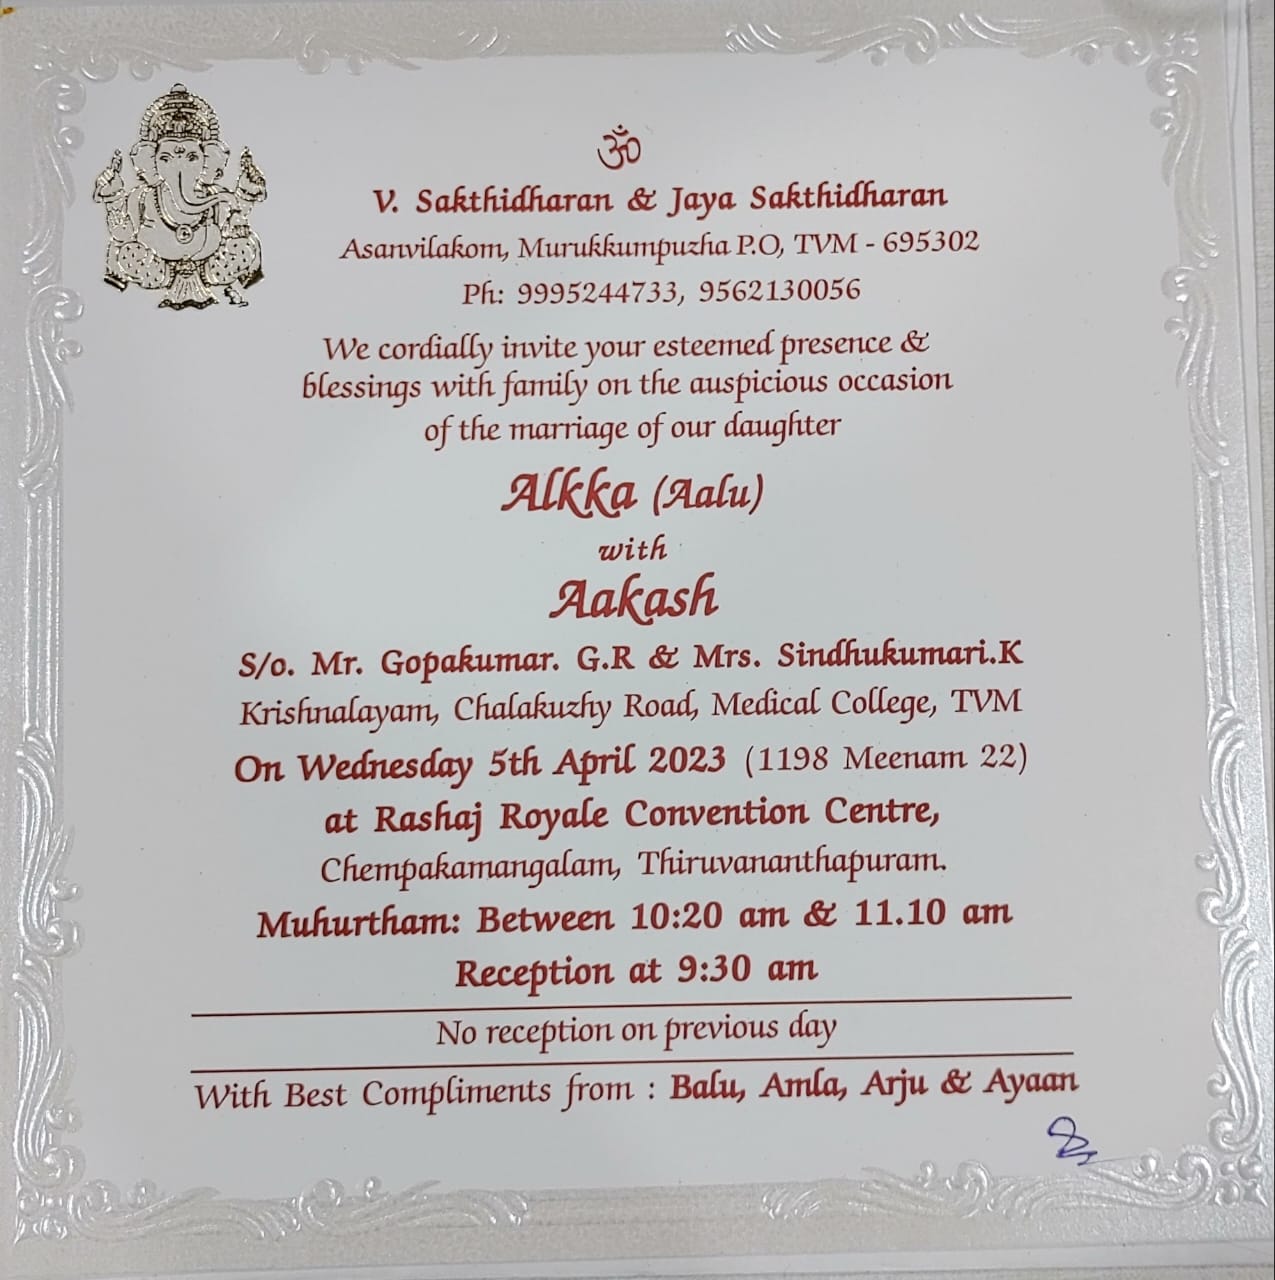 ॐ
V. Sakthidharan & Jaya Sakthidharan
Asanvilakom, Murukkumpuzha P.O, TVM - 695302
Ph: 9995244733, 9562130056
We cordially invite your esteemed presence &
blessings with family on the auspicious occasion
of the marriage of our daughter
Alkka (Aalu)
with
Aakash
S/o. Mr. Gopakumar. G.R & Mrs. Sindhukumari.K
Krishnalayam, Chalakuzhy Road, Medical College, TVM
On Wednesday 5th April 2023 (1198 Meenam 22)
at Rashaj Royale Convention Centre,
Chempakamangalam, Thiruvananthapuram.
Muhurtham: Between 10:20 am & 11.10 am
Reception at 9:30 am
No reception on previous day
With Best Compliments from : Balu, Amla, Arju & Ayaan